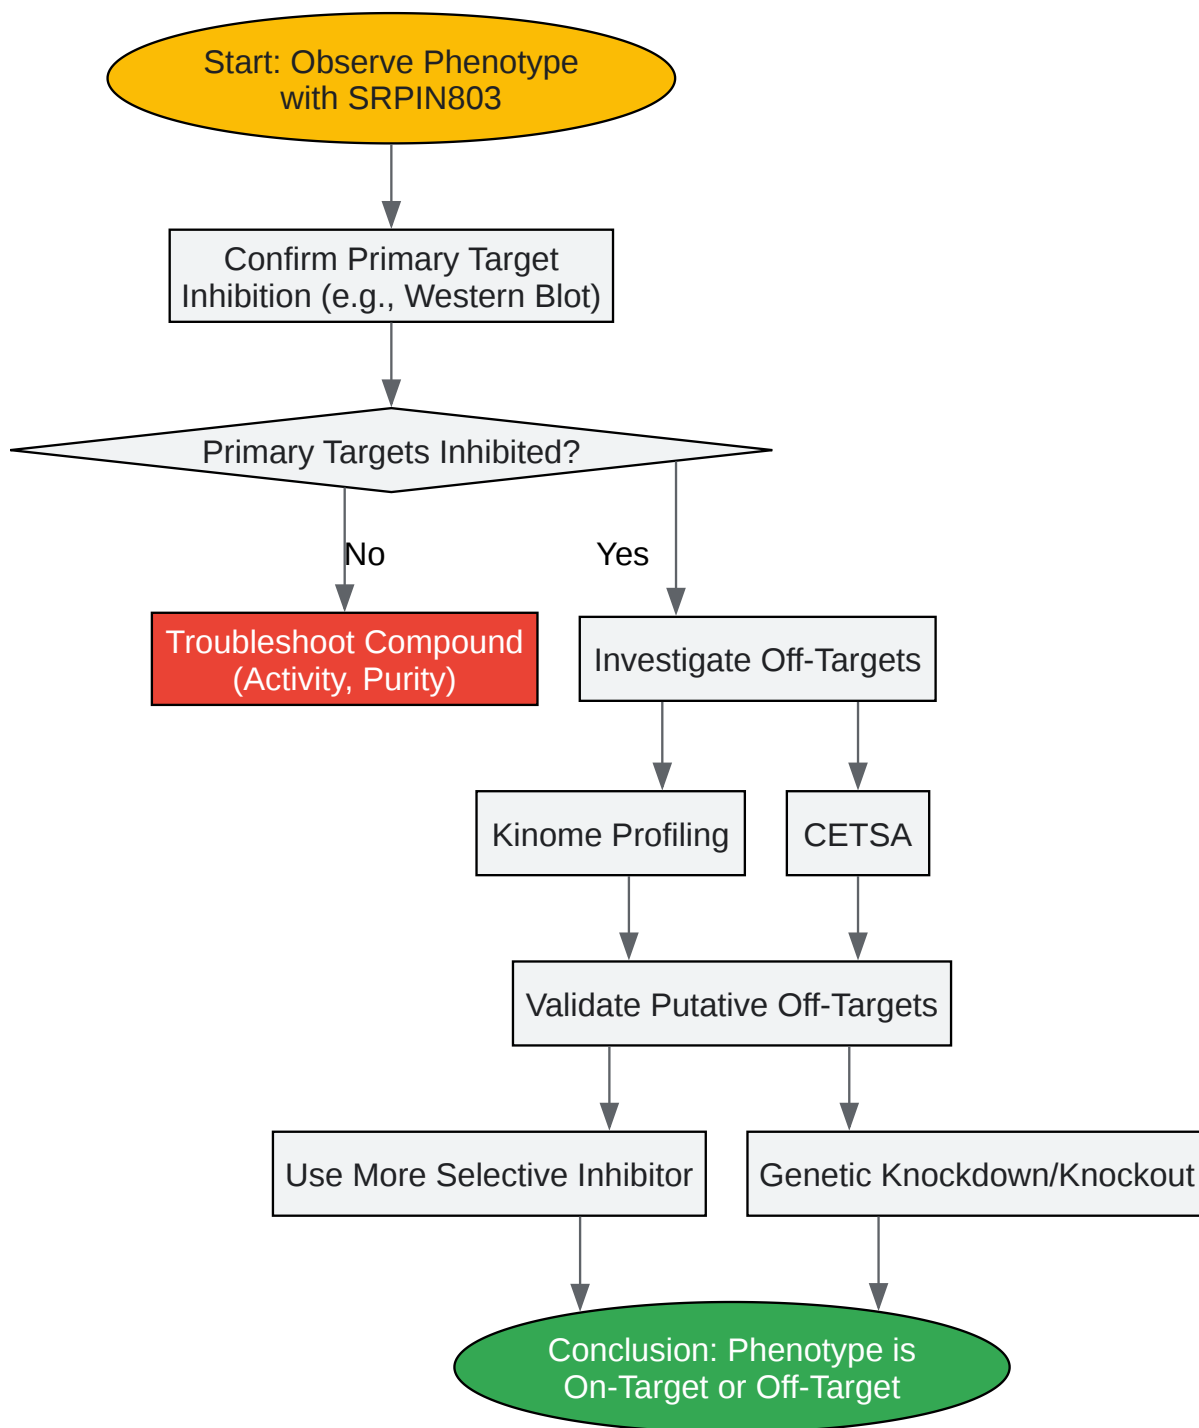 Start: Observe Phenotype
with SRPIN803
Confirm Primary Target
Inhibition (e.g., Western Blot)
Primary Targets Inhibited?
No
Yes
Troubleshoot Compound
(Activity, Purity)
Investigate Off-Targets
Kinome Profiling
CETSA
Validate Putative Off-Targets
Use More Selective Inhibitor
Genetic Knockdown/Knockout
Conclusion: Phenotype is
On-Target or Off-Target